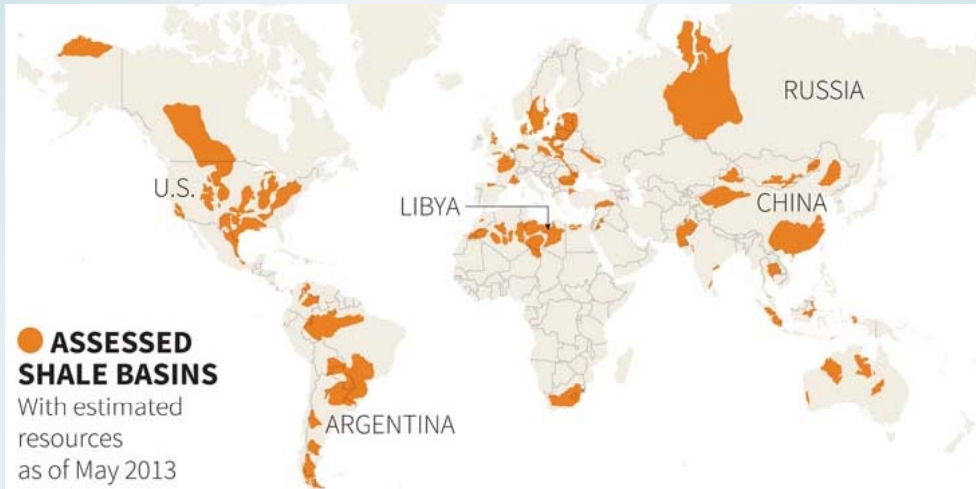 RUSSIA
U.S.
LIBYA
CHINA
ASSESSED
SHALE BASINS
With estimated
resources
as of May 2013
ARGENTINA